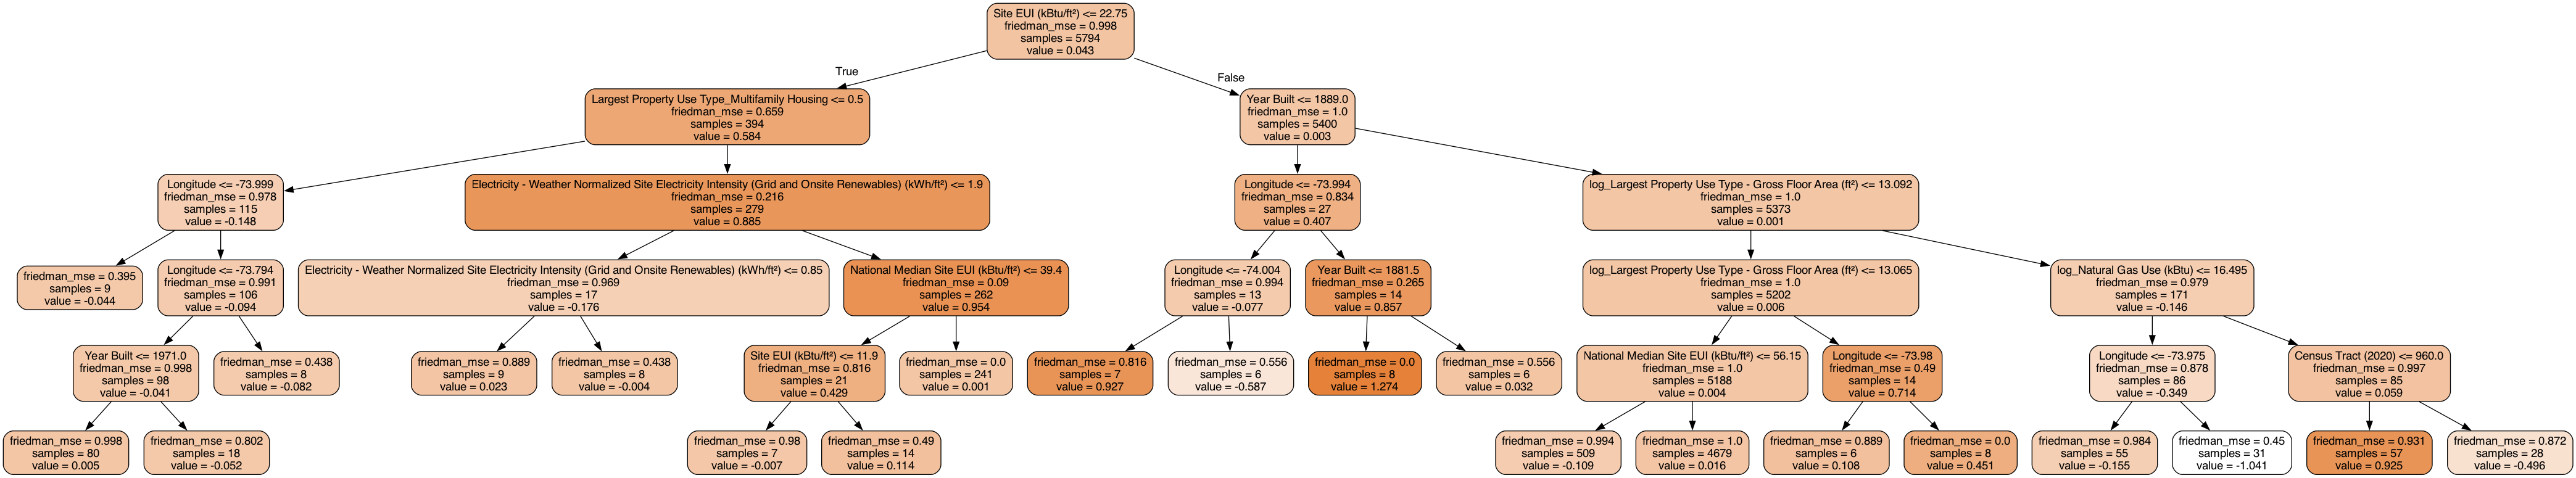 Site EUI (kBtu/ft²) <= 22.75
friedman_mse = 0.998
samples = 5794
value = 0.043
True
False
Largest Property Use Type_Multifamily Housing <= 0.5
friedman_mse = 0.659
samples = 394
value = 0.584
Year Built <= 1889.0
friedman_mse = 1.0
samples = 5400
value = 0.003
Longitude <= -73.999
friedman_mse = 0.978
samples = 115
value = -0.148
Electricity - Weather Normalized Site Electricity Intensity (Grid and Onsite Renewables) (kWh/ft²) <= 1.9
friedman_mse = 0.216
samples = 279
value = 0.885
Longitude <= -73.994
friedman_mse = 0.834
samples = 27
value = 0.407
log_Largest Property Use Type - Gross Floor Area (ft²) <= 13.092
friedman_mse = 1.0
samples = 5373
value = 0.001
friedman_mse = 0.395
samples = 9
value = -0.044
Longitude <= -73.794
friedman_mse = 0.991
samples = 106
value = -0.094
Electricity - Weather Normalized Site Electricity Intensity (Grid and Onsite Renewables) (kWh/ft²) <= 0.85
friedman_mse = 0.969
samples = 17
value = -0.176
National Median Site EUI (kBtu/ft²) <= 39.4
friedman_mse = 0.09
samples = 262
value = 0.954
Longitude <= -74.004
friedman_mse = 0.994
samples = 13
value = -0.077
Year Built <= 1881.5
friedman_mse = 0.265
samples = 14
value = 0.857
log_Largest Property Use Type - Gross Floor Area (ft²) <= 13.065
friedman_mse = 1.0
samples = 5202
value = 0.006
log_Natural Gas Use (kBtu) <= 16.495
friedman_mse = 0.979
samples = 171
value = -0.146
Year Built <= 1971.0
friedman_mse = 0.998
samples = 98
value = -0.041
friedman_mse = 0.438
samples = 8
value = -0.082
friedman_mse = 0.889
samples = 9
value = 0.023
friedman_mse = 0.438
samples = 8
value = -0.004
Site EUI (kBtu/ft²) <= 11.9
friedman_mse = 0.816
samples = 21
value = 0.429
friedman_mse = 0.0
samples = 241
value = 0.001
friedman_mse = 0.816
samples = 7
value = 0.927
friedman_mse = 0.556
samples = 6
value = -0.587
friedman_mse = 0.0
samples = 8
value = 1.274
friedman_mse = 0.556
samples = 6
value = 0.032
National Median Site EUI (kBtu/ft²) <= 56.15
friedman_mse = 1.0
samples = 5188
value = 0.004
Longitude <= -73.98
friedman_mse = 0.49
samples = 14
value = 0.714
Longitude <= -73.975
friedman_mse = 0.878
samples = 86
value = -0.349
Census Tract (2020) <= 960.0
friedman_mse = 0.997
samples = 85
value = 0.059
friedman_mse = 0.998
samples = 80
value = 0.005
friedman_mse = 0.802
samples = 18
value = -0.052
friedman_mse = 0.98
samples = 7
value = -0.007
friedman_mse = 0.49
samples = 14
value = 0.114
friedman_mse = 0.994
samples = 509
value = -0.109
friedman_mse = 1.0
samples = 4679
value = 0.016
friedman_mse = 0.889
samples = 6
value = 0.108
friedman_mse = 0.0
samples = 8
value = 0.451
friedman_mse = 0.984
samples = 55
value = -0.155
friedman_mse = 0.45
samples = 31
value = -1.041
friedman_mse = 0.931
samples = 57
value = 0.925
friedman_mse = 0.872
samples = 28
value = -0.496